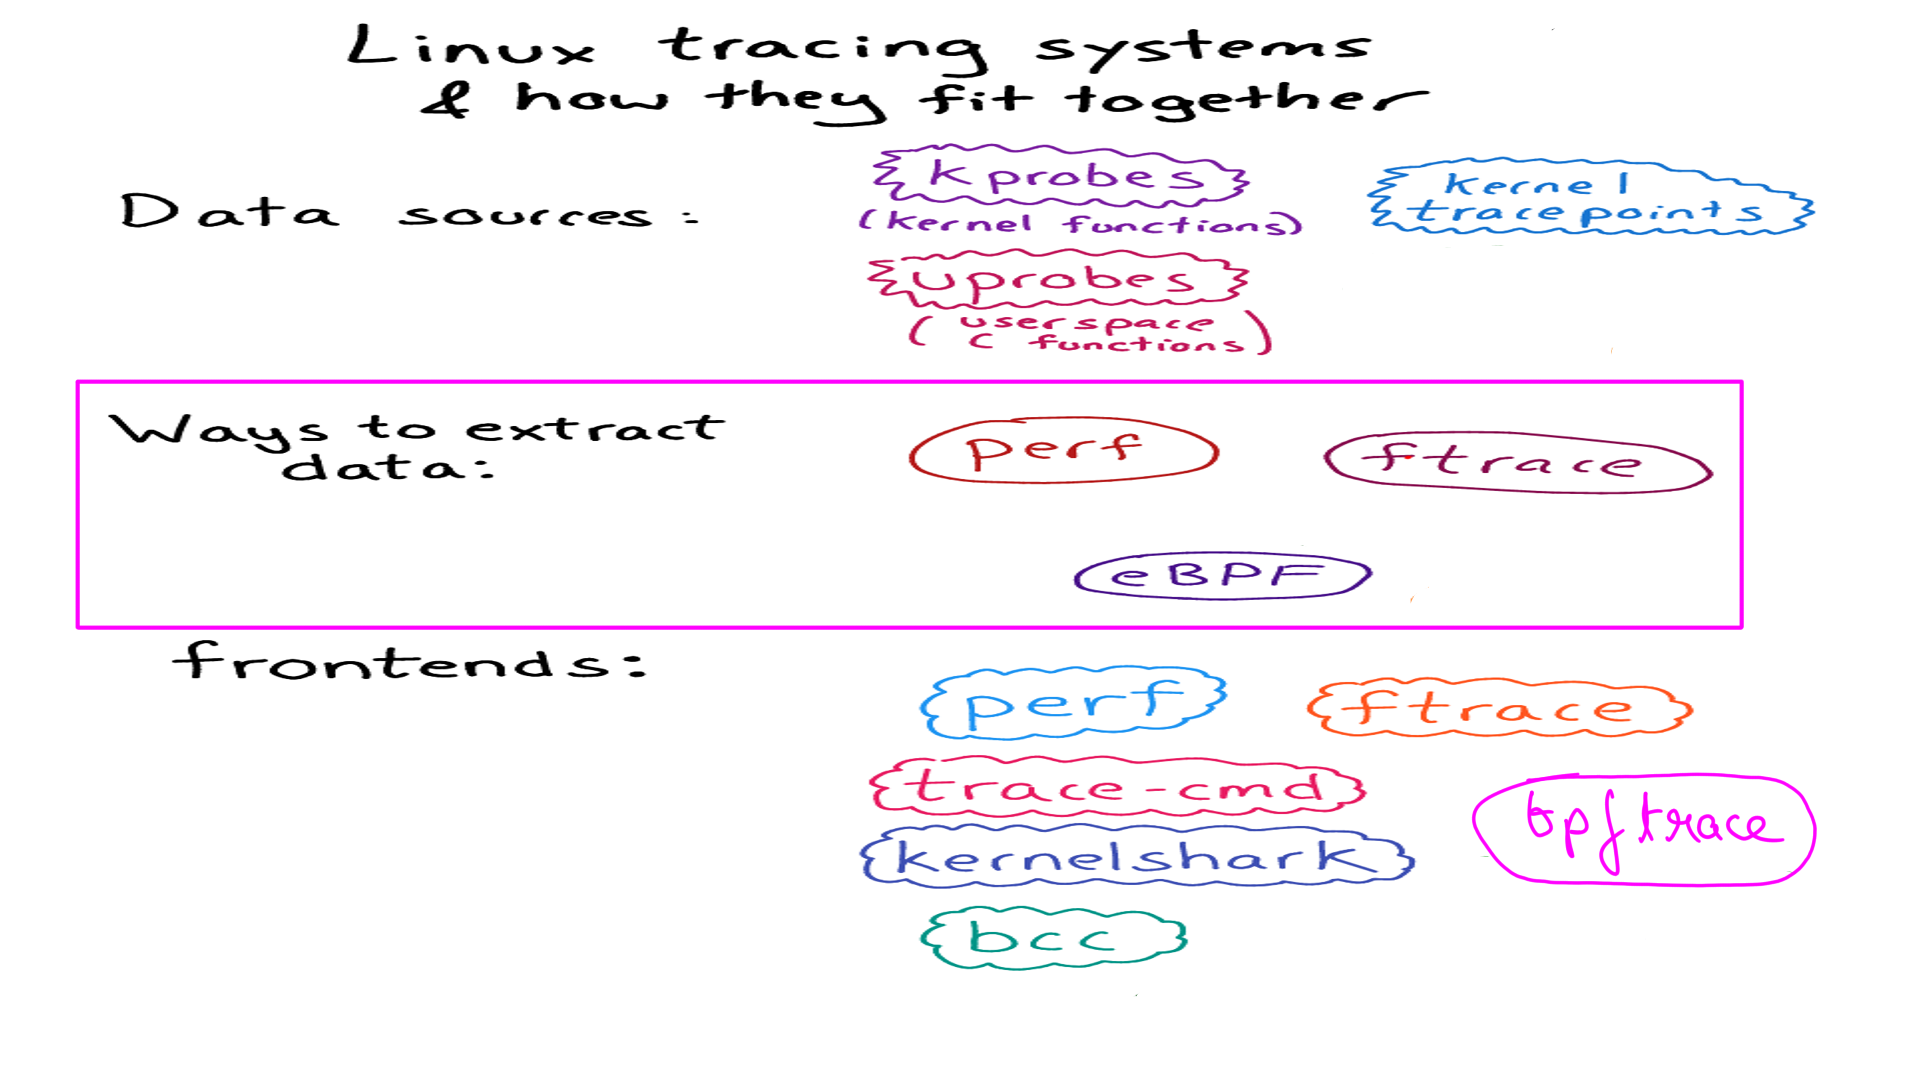 Linux tracing systems
& how they fit together
Data sources:
kprobes
(kernel functions)
kernel
tracepoints
uprobes
(userspace
C functions)
Ways to extract
data:
perf
ftrace
eBPF
frontends:
perf
ftrace
trace-cmd
bpftrace
kernelshark
bcc